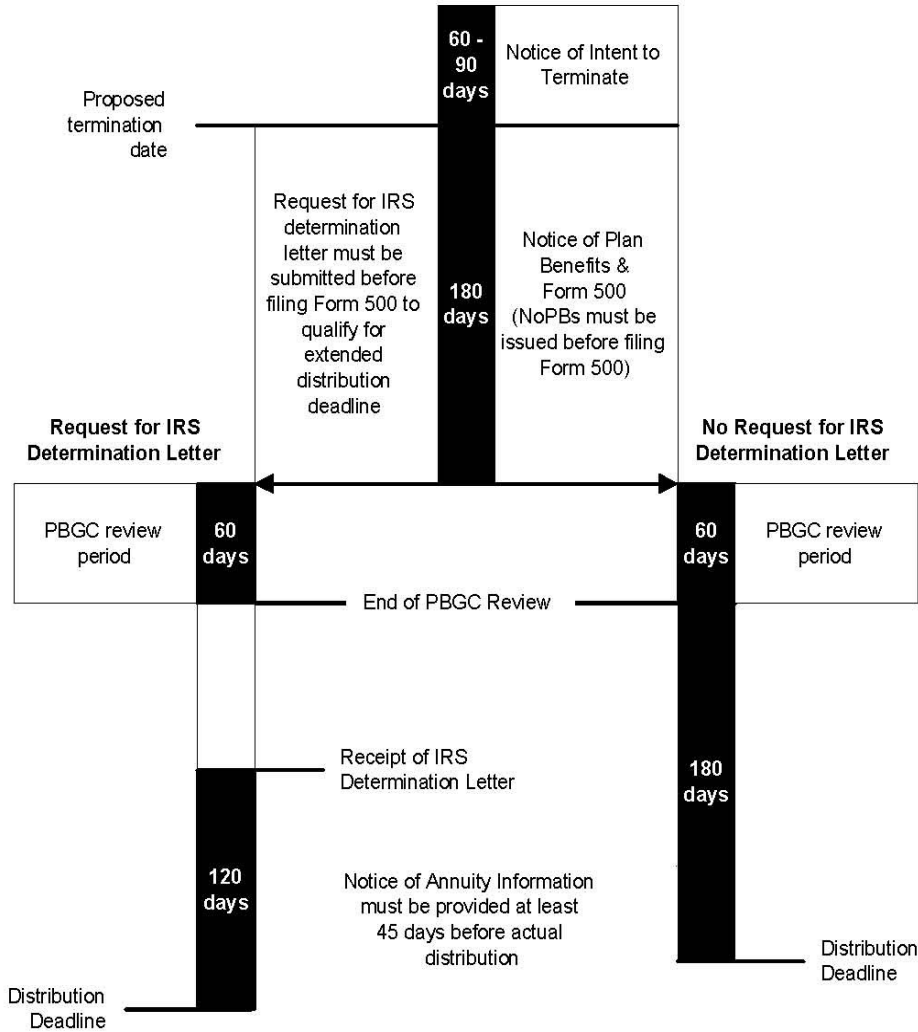 60 -
90
days
Notice of Intent to
Terminate
Proposed
termination
date
Request for IRS
determination
letter must be
submitted before
filing Form 500 to
qualify for
extended
distribution
deadline
180
days
Notice of Plan
Benefits &
Form 500
(NoPBs must be
issued before filing
Form 500)
Request for IRS
Determination Letter
No Request for IRS
Determination Letter
PBGC review
period
60
days
60
days
PBGC review
period
End of PBGC Review
Receipt of IRS
Determination Letter
180
days
120
days
Notice of Annuity Information
must be provided at least
45 days before actual
distribution
Distribution
Deadline
Distribution
Deadline